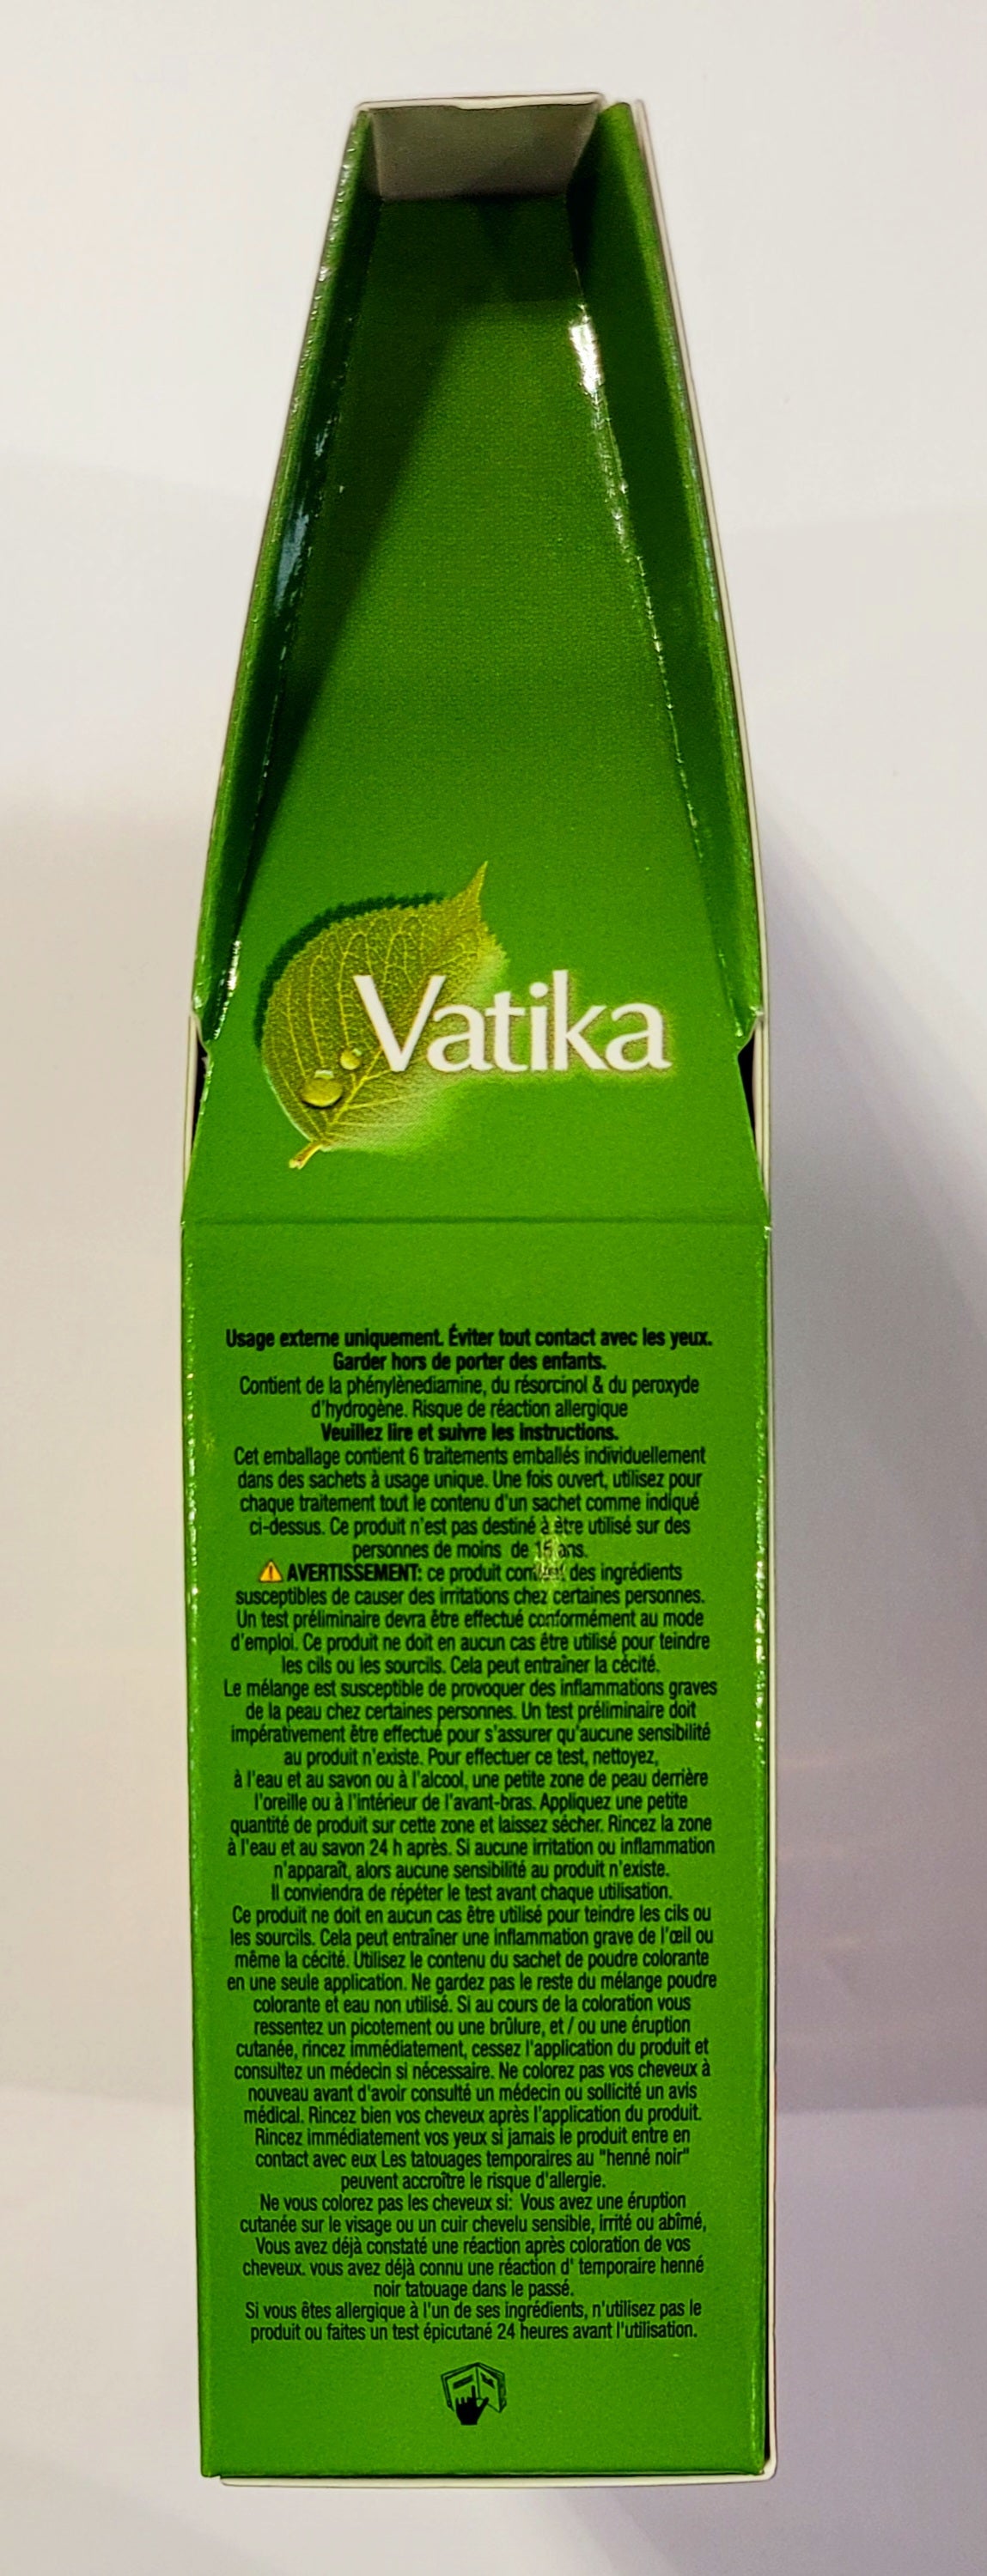 Vatika
Usage externe uniquement. Éviter tout contact avec les yeux.
Garder hors de porter des enfants.
Contient de la phénylènediamine, du résorcinol & du peroxyde
d'hydrogène. Risque de réaction allergique
Veuillez lire et suivre les instructions.
Cet emballage contient 6 traitements emballés individuellement
dans des sachets à usage unique. Une fois ouvert, utilisez pour
chaque traitement tout le contenu d'un sachet comme indiqué
ci-dessus. Ce produit n'est pas destiné à être utilisé sur des
personnes de moins de ans.
AVERTISSEMENT: ce produit des ingrédients
susceptibles de causer des irritations chez certaines personnes.
Un test préliminaire devra être effectué conformément au mode
d'emploi. Ce produit ne doit en aucun cas être utilisé pour teindre
les cils ou les sourcils. Cela peut entraîner la cécité.
Le mélange est susceptible de provoquer des inflammations graves
de la peau chez certaines personnes. Un test préliminaire doit
impérativement être effectué pour s'assurer qu'aucune sensibilité
au produit n'existe. Pour effectuer ce test, nettoyez,
à l'eau et au savon ou à l'alcool, une petite zone de peau derrière
l'oreille ou à l'intérieur de l'avant-bras. Appliquez une petite
quantité de produit sur cette zone et laissez sécher. Rincez la zone
à l'eau et au savon 24 h après. Si aucune irritation ou inflammation
n'apparaît, alors aucune sensibilité au produit n'existe.
Il conviendra de répéter le test avant chaque utilisation.
Ce produit ne doit en aucun cas être utilisé pour teindre les cils ou
les sourcils. Cela peut entraîner une inflammation grave de l'œil ou
même la cécité. Utilisez le contenu du sachet de poudre colorante
en une seule application. Ne gardez pas le reste du mélange poudre
colorante et eau non utilisé. Si au cours de la coloration vous
ressentez un picotement ou une brûlure, et / ou une éruption
cutanée, rincez immédiatement, cessez l'application du produit et
consultez un médecin si nécessaire. Ne colorez pas vos cheveux à
nouveau avant d'avoir consulté un médecin ou sollicité un avis
médical. Rincez bien vos cheveux après l'application du produit.
Rincez immédiatement vos yeux si jamais le produit entre en
contact avec eux Les tatouages temporaires au "henné noir"
peuvent accroître le risque d'allergie.
Ne vous colorez pas les cheveux si: Vous avez une éruption
cutanée sur le visage ou un cuir chevelu sensible, irrité ou abîmé,
Vous avez déjà constaté une réaction après coloration de vos
cheveux. vous avez déjà connu une réaction d' temporaire henné
noir tatouage dans le passé.
Si vous êtes allergique à l'un de ses ingrédients, n'utilisez pas le
produit ou faites un test épicutané 24 heures avant l'utilisation.